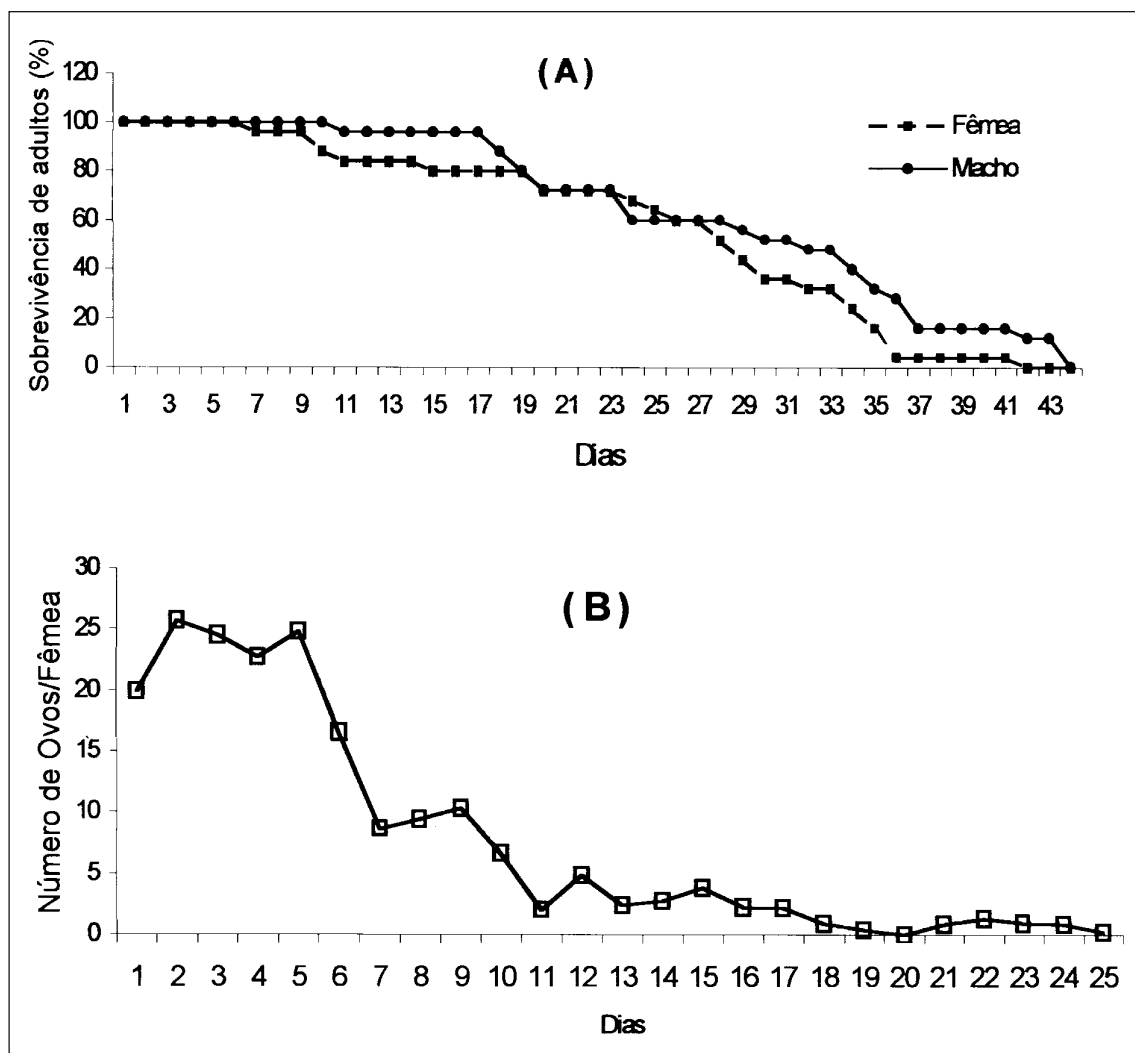 (A)
Sobrevivência de adultos (%)
120
100
80
60
40
20
0
Fêmea
Macho
1 3 5 7 9 11 13 15 17 19 21 23 25 27 29 31 33 35 37 39 41 43
Dias
(B)
Número de Ovos/Fêmea
30
25
20
15
10
5
0
1 2 3 4 5 6 7 8 9 10 11 12 13 14 15 16 17 18 19 20 21 22 23 24 25
Dias